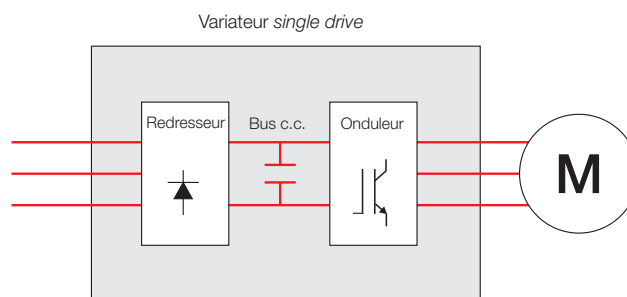 Variateur single drive
Redresseur
Bus c.c.
Onduleur
M